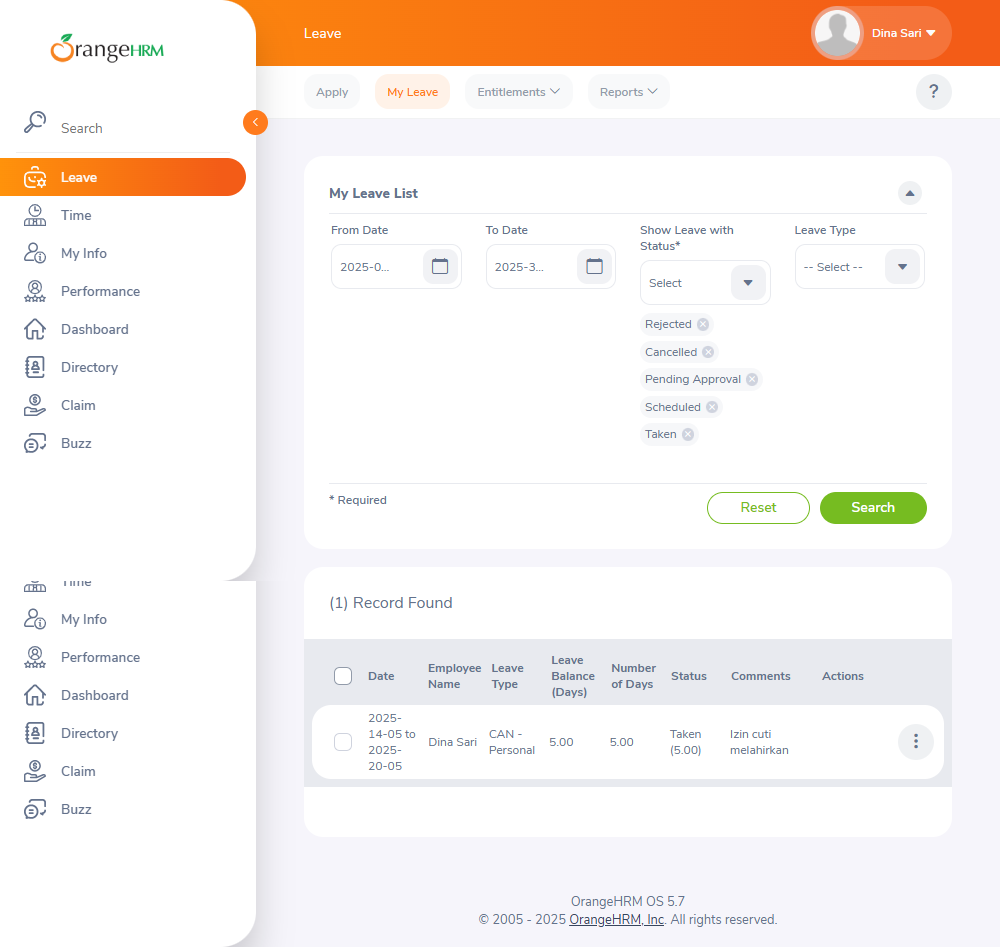 OrangeHRM
Search
Leave
Time
My Info
Performance
Dashboard
Directory
Claim
Buzz
Time
My Info
Performance
Dashboard
Directory
Claim
Buzz
Leave
Dina Sari
Apply
My Leave
Entitlements
Reports
?
My Leave List
From Date
2025-0...
To Date
2025-3...
Show Leave with
Status*
Select
Rejected
Cancelled
Pending Approval
Scheduled
Taken
Leave Type
-- Select --
* Required
Reset
Search
(1) Record Found
Date
Employee
Name
Leave
Type
Leave
Balance
(Days)
Number
of Days
Status
Comments
Actions
2025-
14-05 to
2025-
20-05
Dina Sari
CAN -
Personal
5.00
5.00
Taken
(5.00)
Izin cuti
melahirkan
OrangeHRM OS 5.7
© 2005 - 2025 OrangeHRM, Inc. All rights reserved.